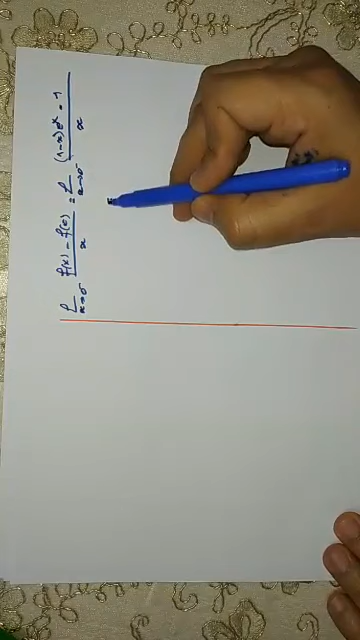 lim x→0⁻ (f(x) - f(0))/x = lim x→0⁻ ((1-x)eˣ - 1)/x